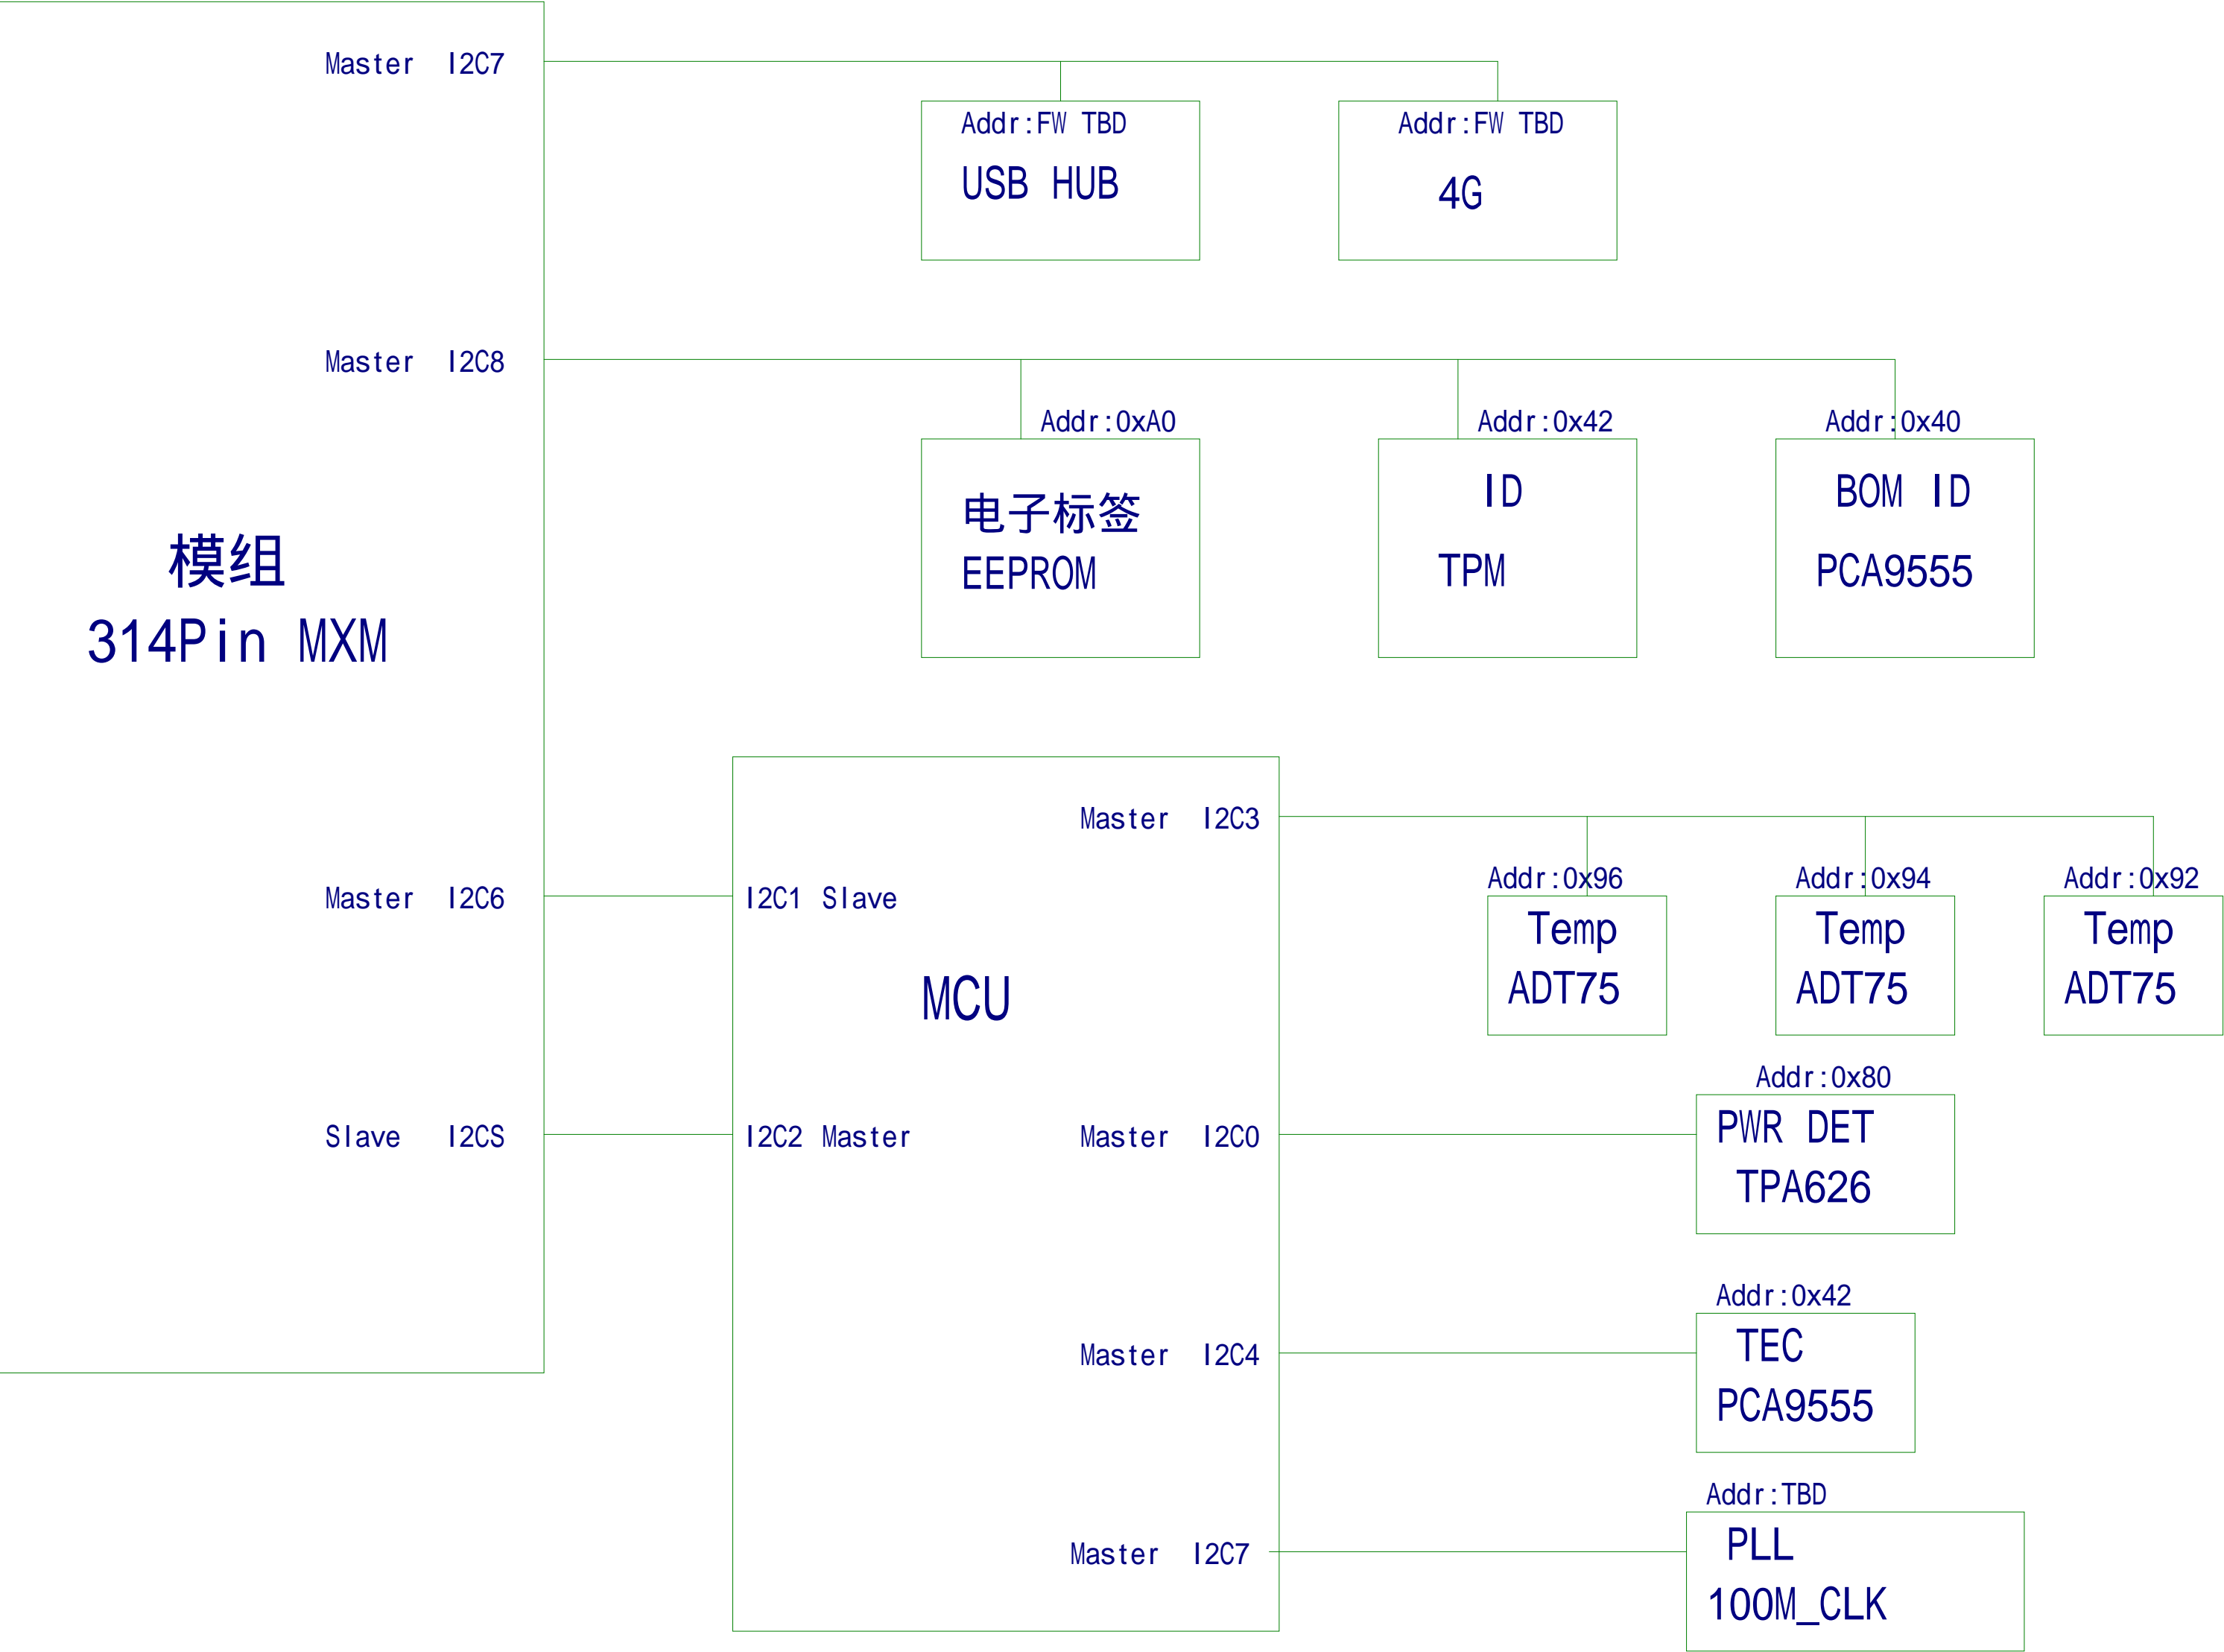 Master I2C7
Addr:FW TBD
USB HUB
Addr:FW TBD
4G
Master I2C8
Addr:0xA0
电子标签
EEPROM
Addr:0x42
ID
TPM
Addr:0x40
BOM ID
PCA9555
模组
314Pin MXM
Master I2C6
Slave I2CS
I2C1 Slave
MCU
I2C2 Master
Master I2C3
Addr:0x96
Temp
ADT75
Addr:0x94
Temp
ADT75
Addr:0x92
Temp
ADT75
Master I2C0
Addr:0x80
PWR DET
TPA626
Master I2C4
Addr:0x42
TEC
PCA9555
Master I2C7
Addr:TBD
PLL
100M_CLK